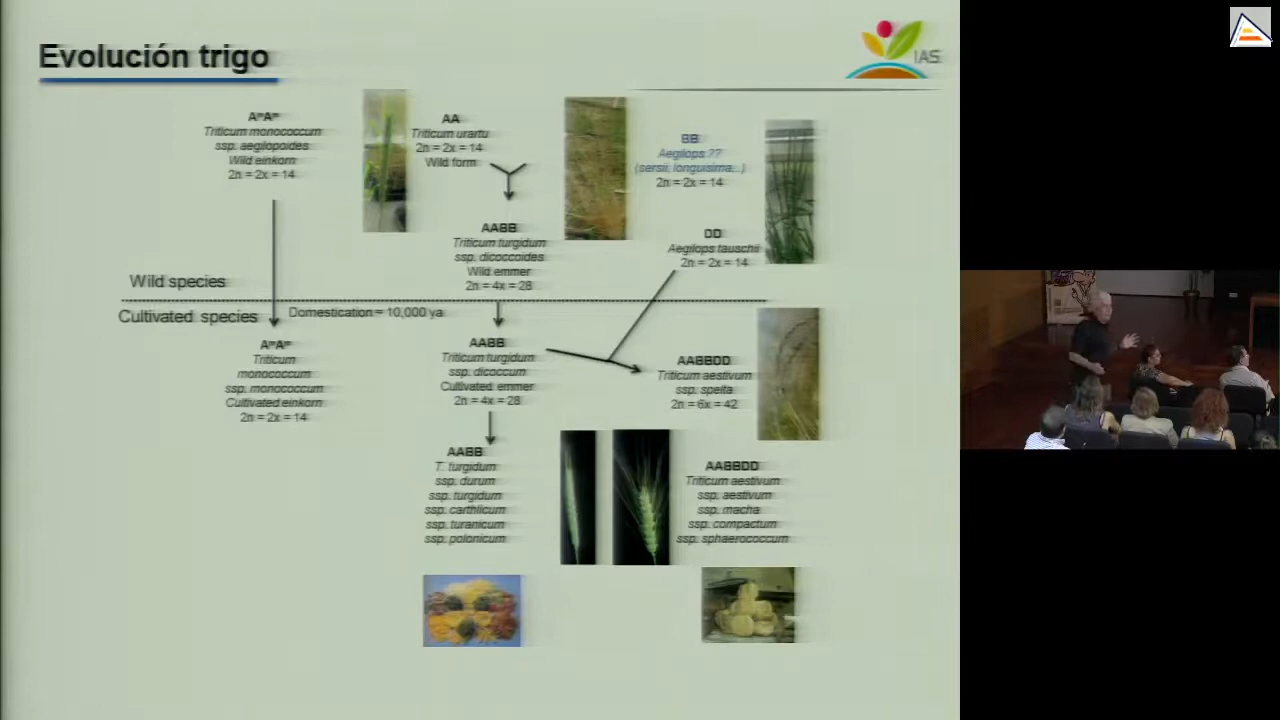 Evolución trigo
IAS
AᵐAᵐ
Triticum monococcum
ssp. aegilopoides
Wild einkorn
2n = 2x = 14
AA
Triticum urartu
2n = 2x = 14
Wild form
BB
Aegilops ??
(sersii, longuisima...)
2n = 2x = 14
AABB
Triticum turgidum
ssp. dicoccoides
Wild emmer
2n = 4x = 28
DD
Aegilops tauschii
2n = 2x = 14
Wild species
Cultivated species
Domestication = 10,000 ya
AᵐAᵐ
Triticum
monococcum
ssp. monococcum
Cultivated einkorn
2n = 2x = 14
AABB
Triticum turgidum
ssp. dicoccum
Cultivated emmer
2n = 4x = 28
AABBDD
Triticum aestivum
ssp. spelta
2n = 6x = 42
AABB
T. turgidum
ssp. durum
ssp. turgidum
ssp. carthlicum
ssp. turanicum
ssp. polonicum
AABBDD
Triticum aestivum
ssp. aestivum
ssp. macha
ssp. compactum
ssp. sphaerococcum